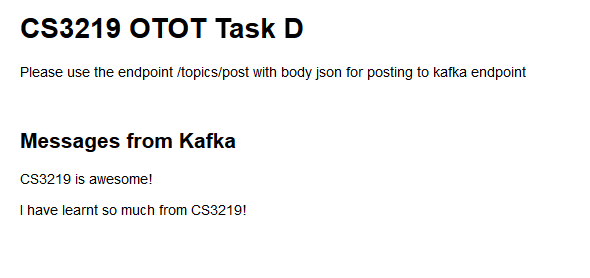 CS3219 OTOT Task D
Please use the endpoint /topics/post with body json for posting to kafka endpoint
Messages from Kafka
CS3219 is awesome!
I have learnt so much from CS3219!